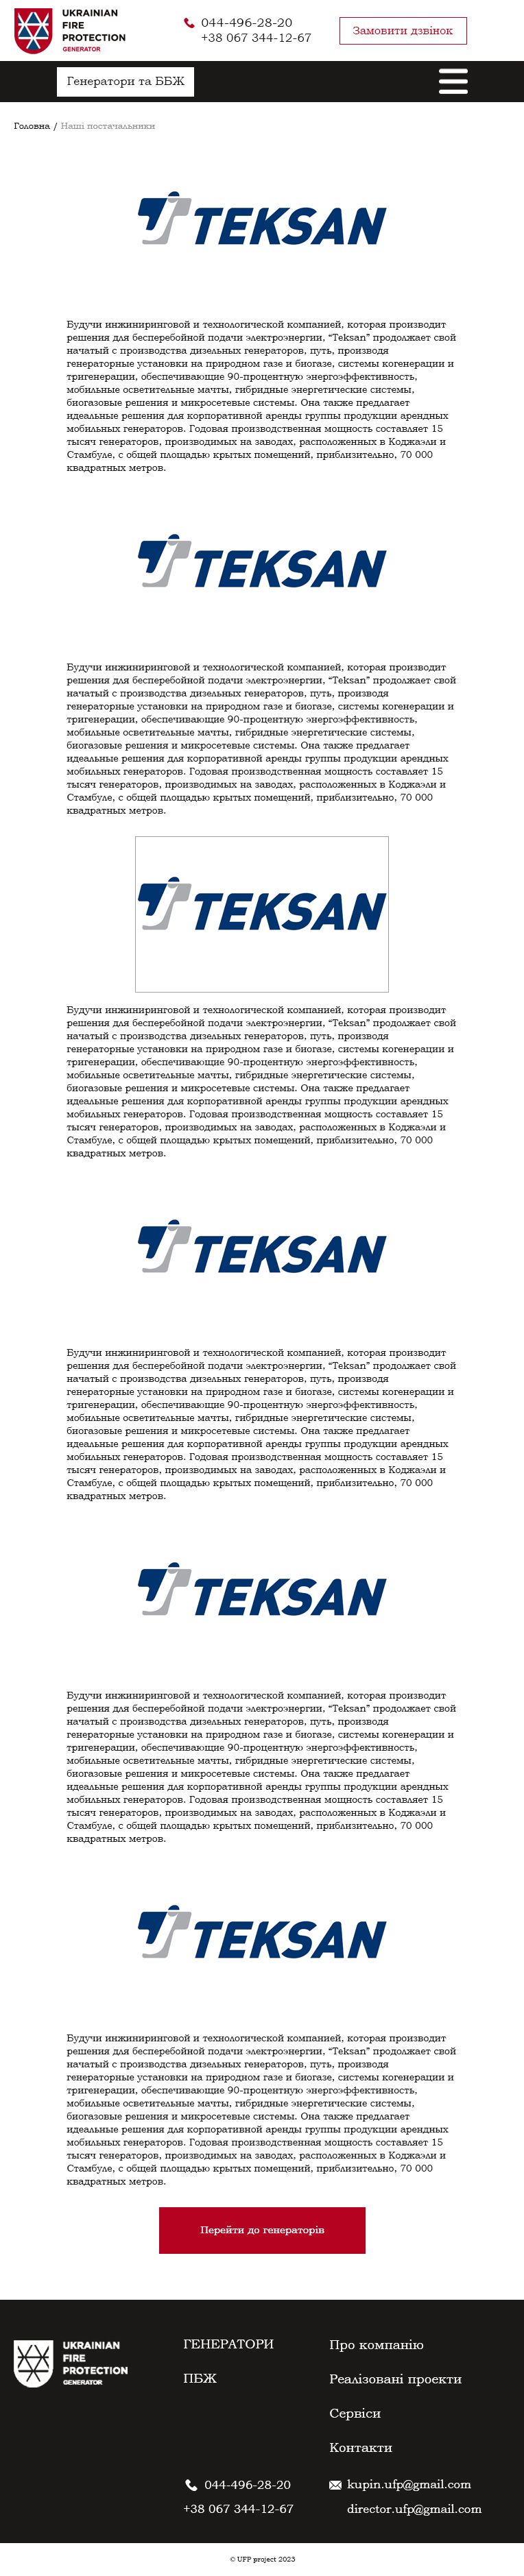 UKRAINIAN
FIRE
PROTECTION
GENERATOR
044-496-28-20
+38 067 344-12-67
Замовити дзвінок
Генератори та ББЖ
Головна / Наші постачальники
TEKSAN
Будучи инжиниринговой и технологической компанией, которая производит
решения для бесперебойной подачи электроэнергии, “Teksan” продолжает свой
начатый с производства дизельных генераторов, путь, производя
генераторные установки на природном газе и биогазе, системы когенерации и
тригенерации, обеспечивающие 90-процентную энергоэффективность,
мобильные осветительные мачты, гибридные энергетические системы,
биогазовые решения и микросетевые системы. Она также предлагает
идеальные решения для корпоративной аренды группы продукции арендных
мобильных генераторов. Годовая производственная мощность составляет 15
тысяч генераторов, производимых на заводах, расположенных в Коджаэли и
Стамбуле, с общей площадью крытых помещений, приблизительно, 70 000
квадратных метров.
TEKSAN
Будучи инжиниринговой и технологической компанией, которая производит
решения для бесперебойной подачи электроэнергии, “Teksan” продолжает свой
начатый с производства дизельных генераторов, путь, производя
генераторные установки на природном газе и биогазе, системы когенерации и
тригенерации, обеспечивающие 90-процентную энергоэффективность,
мобильные осветительные мачты, гибридные энергетические системы,
биогазовые решения и микросетевые системы. Она также предлагает
идеальные решения для корпоративной аренды группы продукции арендных
мобильных генераторов. Годовая производственная мощность составляет 15
тысяч генераторов, производимых на заводах, расположенных в Коджаэли и
Стамбуле, с общей площадью крытых помещений, приблизительно, 70 000
квадратных метров.
TEKSAN
Будучи инжиниринговой и технологической компанией, которая производит
решения для бесперебойной подачи электроэнергии, “Teksan” продолжает свой
начатый с производства дизельных генераторов, путь, производя
генераторные установки на природном газе и биогазе, системы когенерации и
тригенерации, обеспечивающие 90-процентную энергоэффективность,
мобильные осветительные мачты, гибридные энергетические системы,
биогазовые решения и микросетевые системы. Она также предлагает
идеальные решения для корпоративной аренды группы продукции арендных
мобильных генераторов. Годовая производственная мощность составляет 15
тысяч генераторов, производимых на заводах, расположенных в Коджаэли и
Стамбуле, с общей площадью крытых помещений, приблизительно, 70 000
квадратных метров.
TEKSAN
Будучи инжиниринговой и технологической компанией, которая производит
решения для бесперебойной подачи электроэнергии, “Teksan” продолжает свой
начатый с производства дизельных генераторов, путь, производя
генераторные установки на природном газе и биогазе, системы когенерации и
тригенерации, обеспечивающие 90-процентную энергоэффективность,
мобильные осветительные мачты, гибридные энергетические системы,
биогазовые решения и микросетевые системы. Она также предлагает
идеальные решения для корпоративной аренды группы продукции арендных
мобильных генераторов. Годовая производственная мощность составляет 15
тысяч генераторов, производимых на заводах, расположенных в Коджаэли и
Стамбуле, с общей площадью крытых помещений, приблизительно, 70 000
квадратных метров.
TEKSAN
Будучи инжиниринговой и технологической компанией, которая производит
решения для бесперебойной подачи электроэнергии, “Teksan” продолжает свой
начатый с производства дизельных генераторов, путь, производя
генераторные установки на природном газе и биогазе, системы когенерации и
тригенерации, обеспечивающие 90-процентную энергоэффективность,
мобильные осветительные мачты, гибридные энергетические системы,
биогазовые решения и микросетевые системы. Она также предлагает
идеальные решения для корпоративной аренды группы продукции арендных
мобильных генераторов. Годовая производственная мощность составляет 15
тысяч генераторов, производимых на заводах, расположенных в Коджаэли и
Стамбуле, с общей площадью крытых помещений, приблизительно, 70 000
квадратных метров.
TEKSAN
Будучи инжиниринговой и технологической компанией, которая производит
решения для бесперебойной подачи электроэнергии, “Teksan” продолжает свой
начатый с производства дизельных генераторов, путь, производя
генераторные установки на природном газе и биогазе, системы когенерации и
тригенерации, обеспечивающие 90-процентную энергоэффективность,
мобильные осветительные мачты, гибридные энергетические системы,
биогазовые решения и микросетевые системы. Она также предлагает
идеальные решения для корпоративной аренды группы продукции арендных
мобильных генераторов. Годовая производственная мощность составляет 15
тысяч генераторов, производимых на заводах, расположенных в Коджаэли и
Стамбуле, с общей площадью крытых помещений, приблизительно, 70 000
квадратных метров.
Перейти до генераторів
UKRAINIAN
FIRE
PROTECTION
GENERATOR
ГЕНЕРАТОРИ
ПБЖ
Про компанію
Реалізовані проекти
Сервіси
Контакти
044-496-28-20
+38 067 344-12-67
kupin.ufp@gmail.com
director.ufp@gmail.com
© UFP project 2023